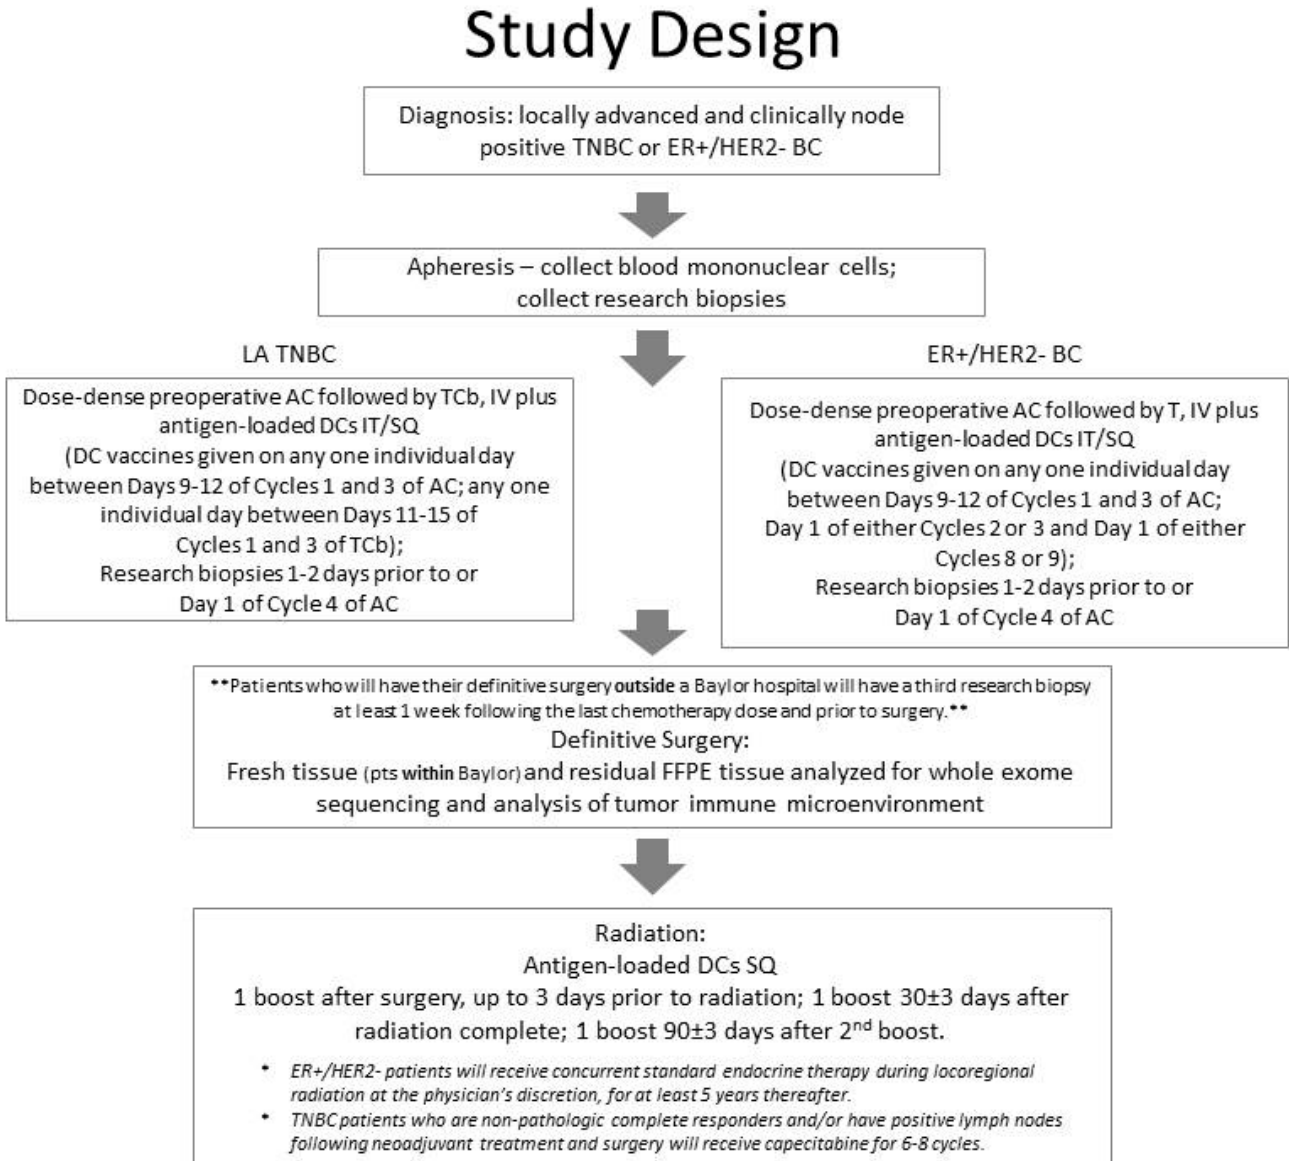 Study Design
Diagnosis: locally advanced and clinically node
positive TNBC or ER+/HER2- BC
Apheresis – collect blood mononuclear cells;
collect research biopsies
LA TNBC
Dose-dense preoperative AC followed by TCb, IV plus
antigen-loaded DCs IT/SQ
(DC vaccines given on any one individual day
between Days 9-12 of Cycles 1 and 3 of AC; any one
individual day between Days 11-15 of
Cycles 1 and 3 of TCb);
Research biopsies 1-2 days prior to or
Day 1 of Cycle 4 of AC
ER+/HER2- BC
Dose-dense preoperative AC followed by T, IV plus
antigen-loaded DCs IT/SQ
(DC vaccines given on any one individual day
between Days 9-12 of Cycles 1 and 3 of AC;
Day 1 of either Cycles 2 or 3 and Day 1 of either
Cycles 8 or 9);
Research biopsies 1-2 days prior to or
Day 1 of Cycle 4 of AC
**Patients who will have their definitive surgery outside a Baylor hospital will have a third research biopsy
at least 1 week following the last chemotherapy dose and prior to surgery.**
Definitive Surgery:
Fresh tissue (pts within Baylor) and residual FFPE tissue analyzed for whole exome
sequencing and analysis of tumor immune microenvironment
Radiation:
Antigen-loaded DCs SQ
1 boost after surgery, up to 3 days prior to radiation; 1 boost 30±3 days after
radiation complete; 1 boost 90±3 days after 2nd boost.
* ER+/HER2- patients will receive concurrent standard endocrine therapy during locoregional
radiation at the physician's discretion, for at least 5 years thereafter.
* TNBC patients who are non-pathologic complete responders and/or have positive lymph nodes
following neoadjuvant treatment and surgery will receive capecitabine for 6-8 cycles.